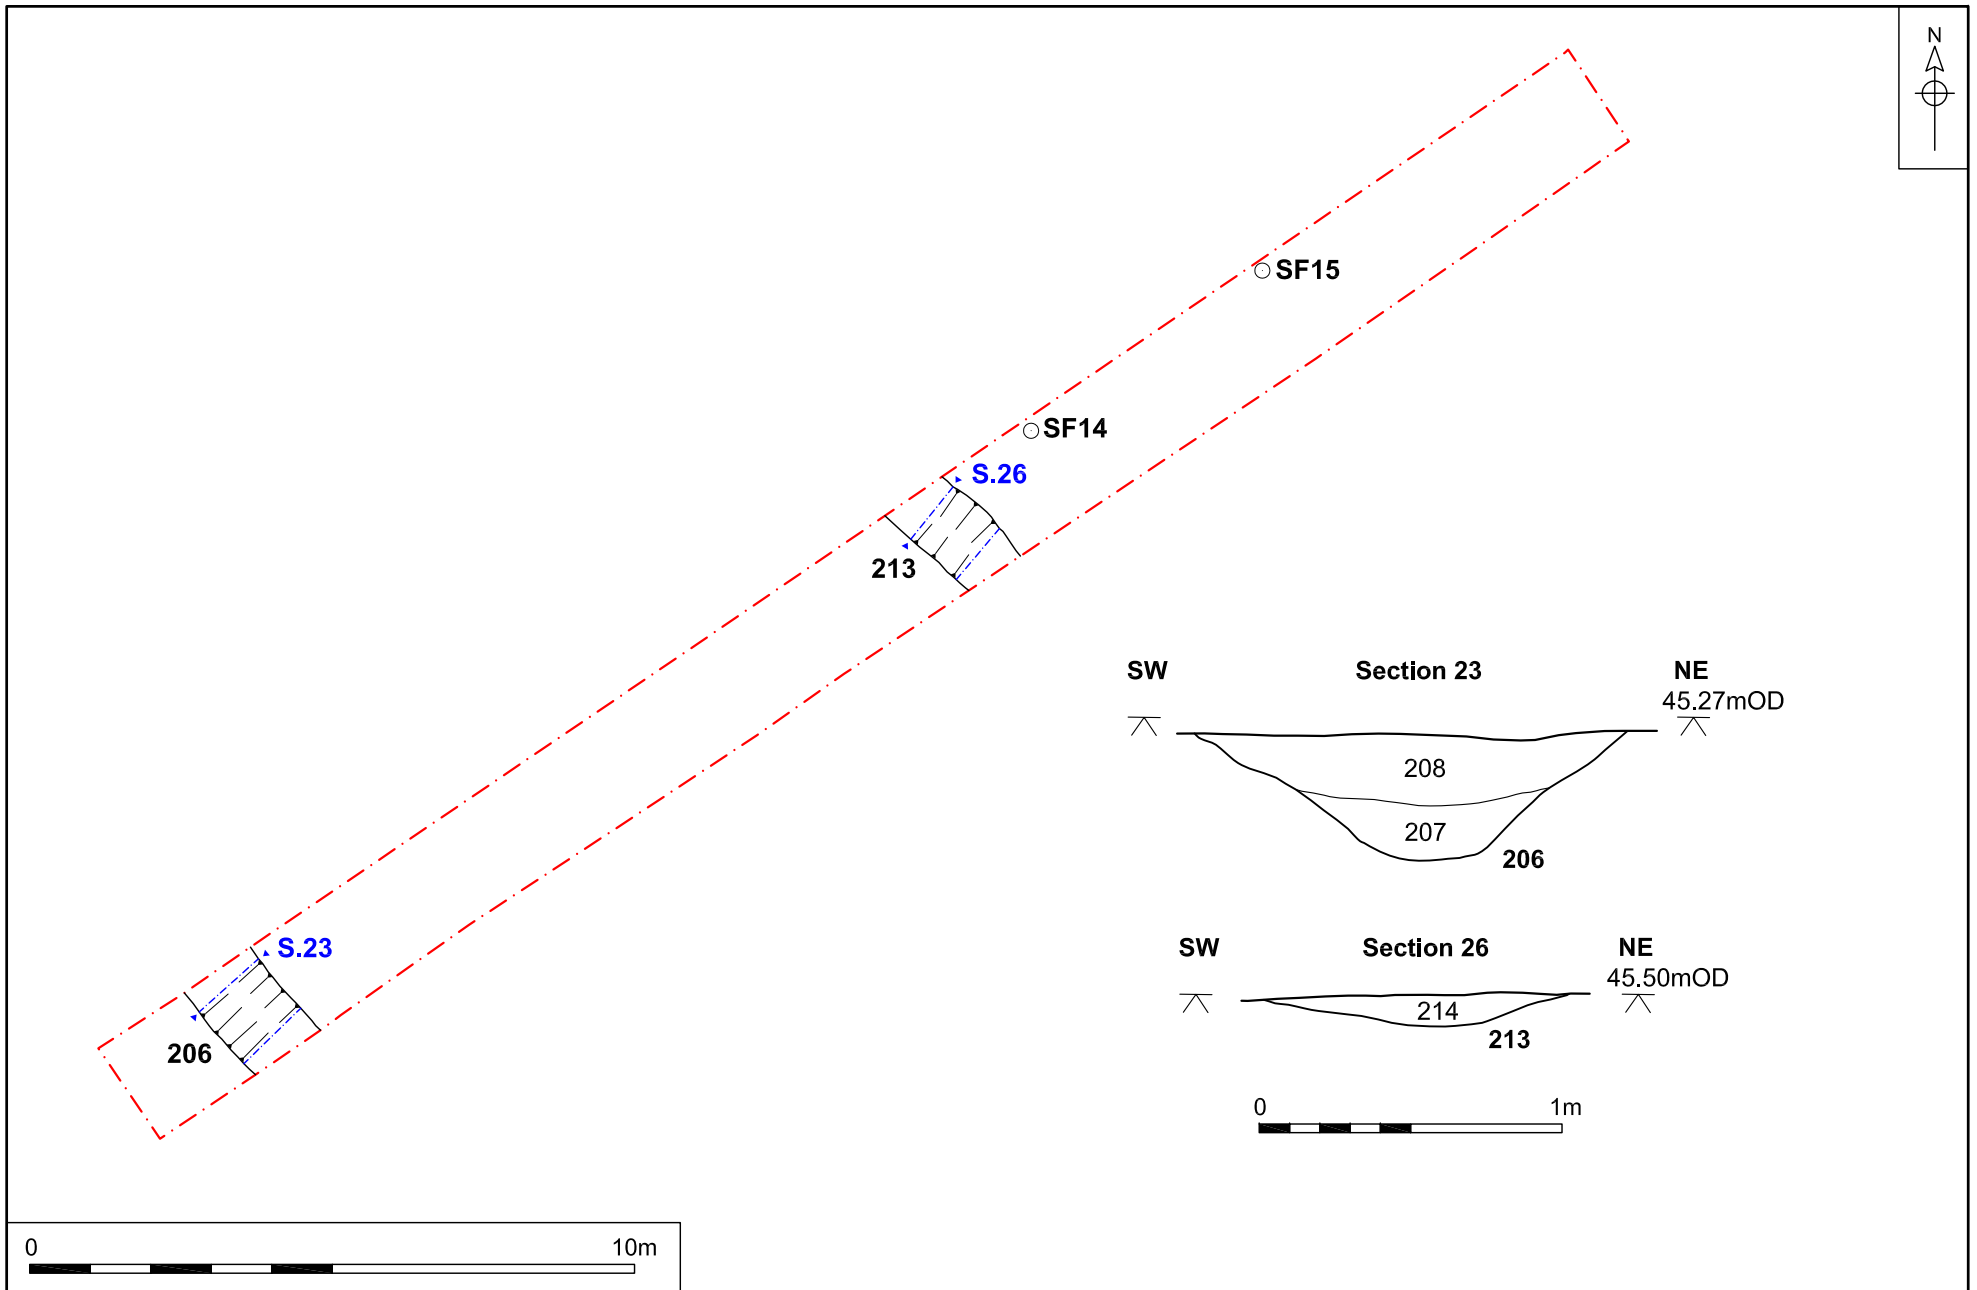 N
SF15
SF14
S.26
213
SW Section 23 NE
45.27mOD
208
207
206
S.23
206
SW Section 26 NE
45.50mOD
214
213
0 1m
0 10m